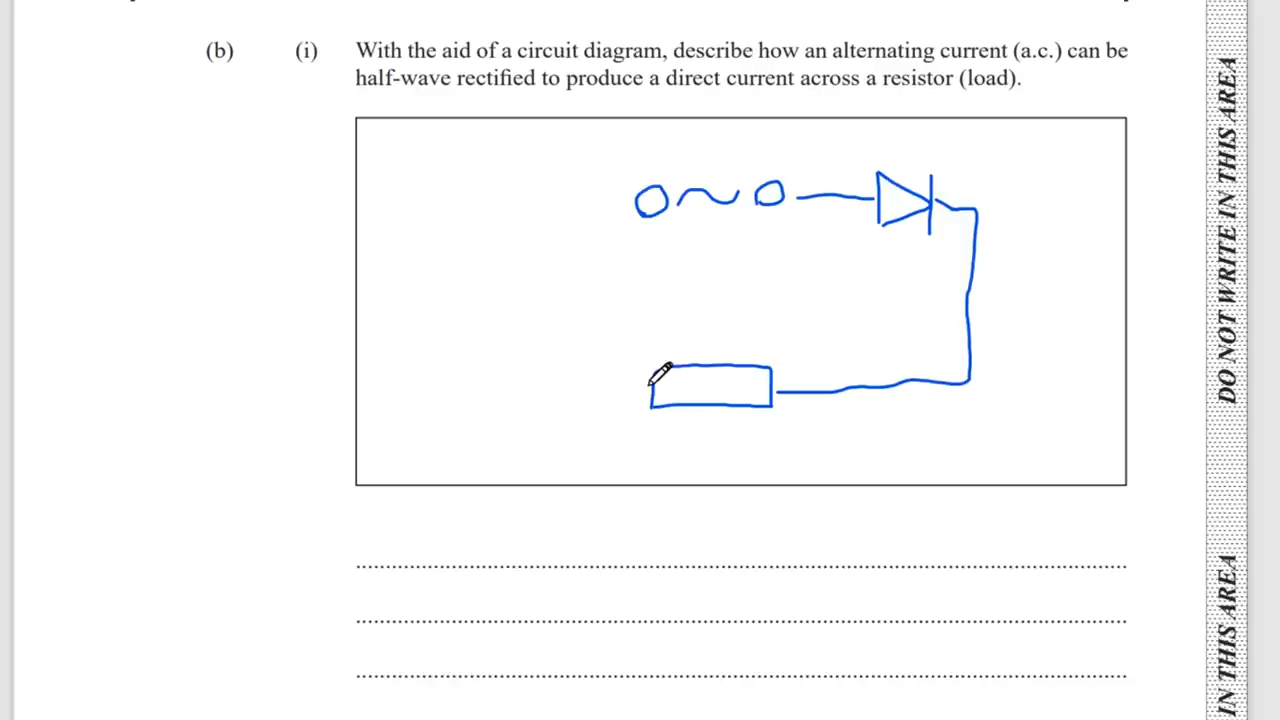 (b) (i) With the aid of a circuit diagram, describe how an alternating current (a.c.) can be
half-wave rectified to produce a direct current across a resistor (load).
DO NOT WRITE IN THIS AREA
IN THIS AREA